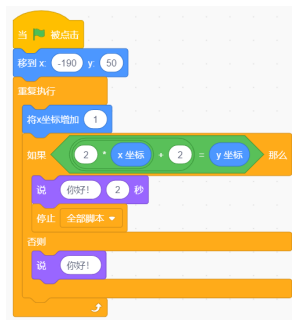 当 被点击
移到 x: -190 y: 50
重复执行
将x坐标增加 1
如果 2 * x 坐标 + 2 = y 坐标 那么
说 你好! 2 秒
停止 全部脚本
否则
说 你好!